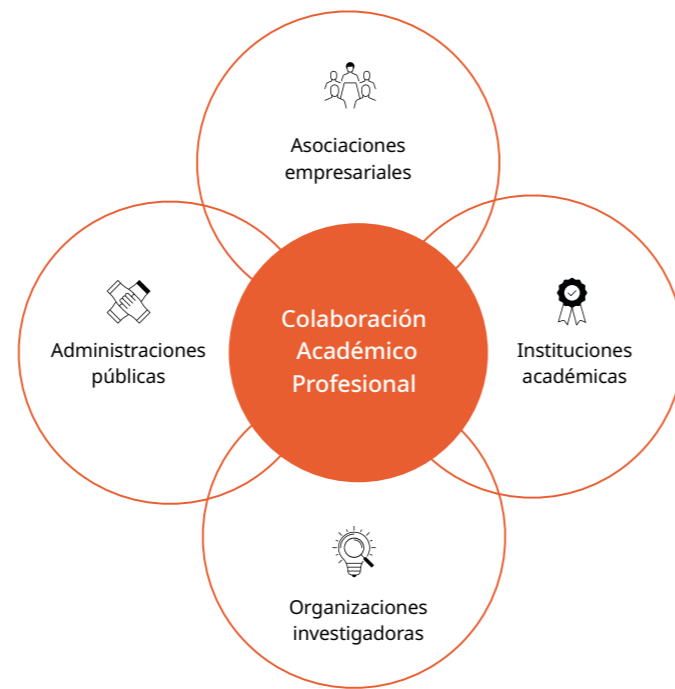 Asociaciones
empresariales
Administraciones
públicas
Colaboración
Académico
Profesional
Instituciones
académicas
Organizaciones
investigadoras